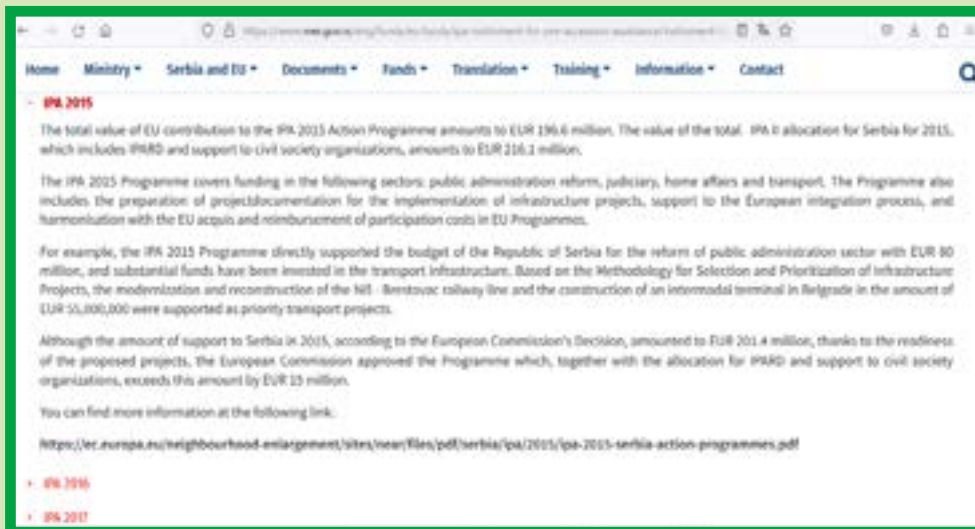 Home Ministry Serbia and EU Documents Funds Translation Training Information Contact
IPA 2015
The total value of EU contribution to the IPA 2015 Action Programme amounts to EUR 196.6 million. The value of the total IPA II allocation for Serbia for 2015,
which includes IPARD and support to civil society organizations, amounts to EUR 216.1 million.
The IPA 2015 Programme covers funding in the following sectors: public administration reform, judiciary, home affairs and transport. The Programme also
includes the preparation of projectdocumentation for the implementation of infrastructure projects, support to the European integration process, and
harmonisation with the EU acquis and reimbursement of participation costs in EU Programmes.
For example, the IPA 2015 Programme directly supported the budget of the Republic of Serbia for the reform of public administration sector with EUR 80
million, and substantial funds have been invested in the transport infrastructure. Based on the Methodology for Selection and Prioritization of Infrastructure
Projects, the modernization and reconstruction of the Niš - Brestovac railway line and the construction of an intermodal terminal in Belgrade in the amount of
EUR 55,000,000 were supported as priority transport projects.
Although the amount of support to Serbia in 2015, according to the European Commission's Decision, amounted to EUR 201.4 million, thanks to the readiness
of the proposed projects, the European Commission approved the Programme which, together with the allocation for IPARD and support to civil society
organizations, exceeds this amount by EUR 15 million.
You can find more information at the following link.
https://ec.europa.eu/neighbourhood-enlargement/sites/near/files/pdf/serbia/ipa/2015/ipa-2015-serbia-action-programmes.pdf
IPA 2016
IPA 2017